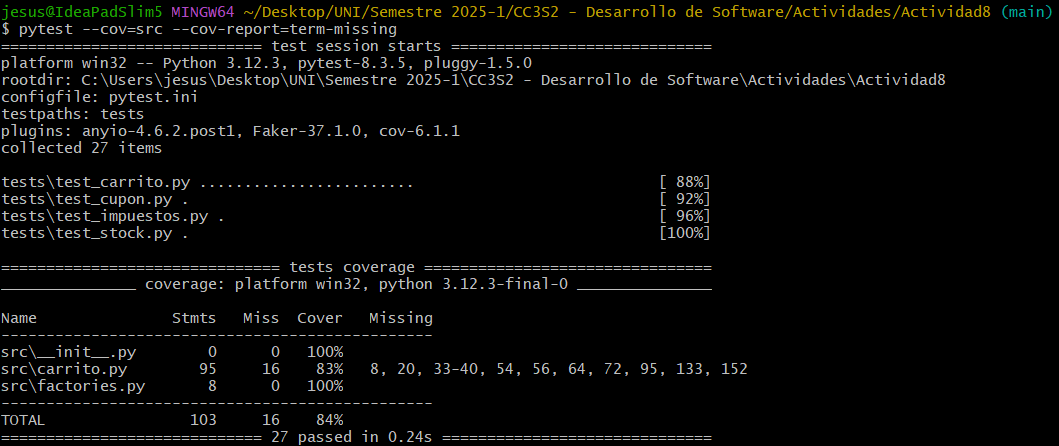 jesus@IdeaPadSlim5 MINGW64 ~/Desktop/UNI/Semestre 2025-1/CC3S2 - Desarrollo de Software/Actividades/Actividad8 (main)
$ pytest --cov=src --cov-report=term-missing
============================= test session starts =============================
platform win32 -- Python 3.12.3, pytest-8.3.5, pluggy-1.5.0
rootdir: C:\Users\jesus\Desktop\UNI\Semestre 2025-1\CC3S2 - Desarrollo de Software\Actividades\Actividad8
configfile: pytest.ini
testpaths: tests
plugins: anyio-4.6.2.post1, Faker-37.1.0, cov-6.1.1
collected 27 items
tests\test_carrito.py ........................                           [ 88%]
tests\test_cupon.py .                                                    [ 92%]
tests\test_impuestos.py .                                                [ 96%]
tests\test_stock.py .                                                    [100%]
=============================== tests coverage ================================
_______________ coverage: platform win32, python 3.12.3-final-0 _______________
Name               Stmts   Miss  Cover   Missing
------------------------------------------------
src\__init__.py        0      0   100%
src\carrito.py        95     16    83%   8, 20, 33-40, 54, 56, 64, 72, 95, 133, 152
src\factories.py       8      0   100%
------------------------------------------------
TOTAL                103     16    84%
============================= 27 passed in 0.24s ==============================